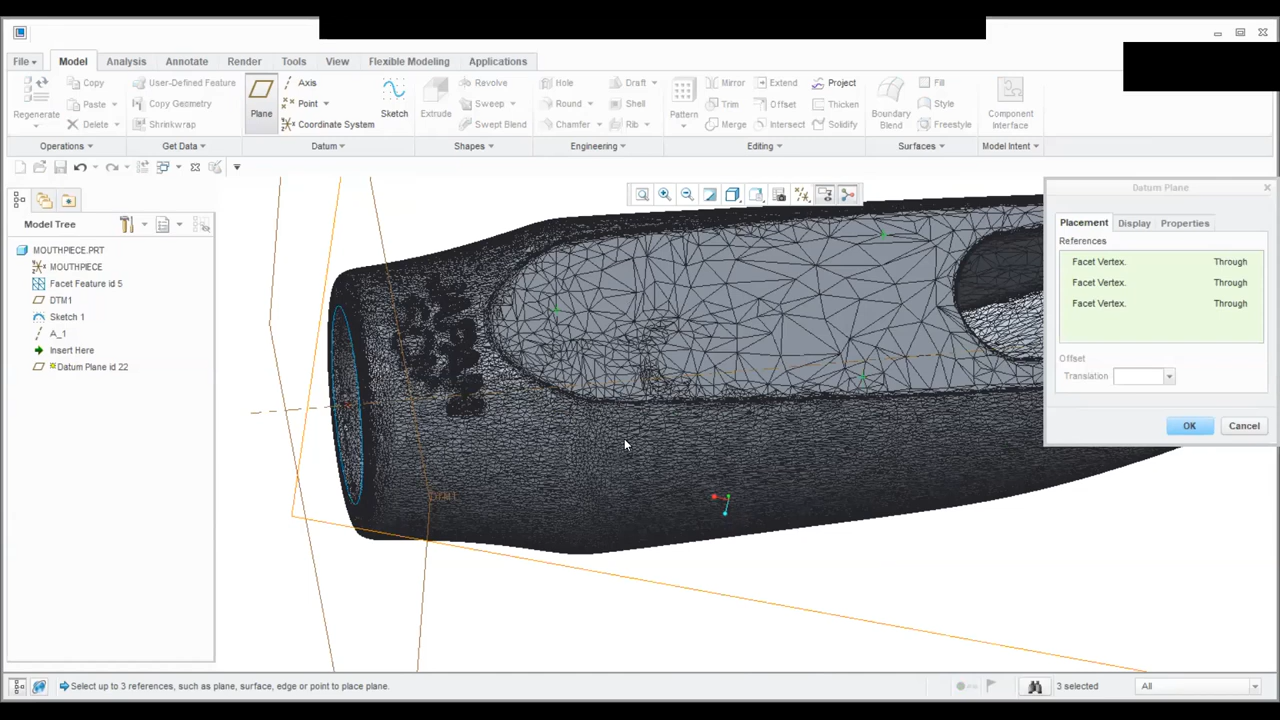 File
Model
Analysis
Annotate
Render
Tools
View
Flexible Modeling
Applications
Regenerate
Copy
Paste
Delete
User-Defined Feature
Copy Geometry
Shrinkwrap
Plane
Axis
Point
Coordinate System
Sketch
Extrude
Revolve
Sweep
Swept Blend
Hole
Round
Chamfer
Draft
Shell
Rib
Pattern
Mirror
Trim
Merge
Extend
Offset
Intersect
Project
Thicken
Solidify
Boundary
Blend
Fill
Style
Freestyle
Component
Interface
Operations
Get Data
Datum
Shapes
Engineering
Editing
Surfaces
Model Intent
Model Tree
MOUTHPIECE.PRT
MOUTHPIECE
Facet Feature id 5
DTM1
Sketch 1
A_1
Insert Here
Datum Plane id 22
DTM1
Datum Plane
Placement
Display
Properties
References
Facet Vertex. Through
Facet Vertex. Through
Facet Vertex. Through
Offset
Translation
OK
Cancel
Select up to 3 references, such as plane, surface, edge or point to place plane.
3 selected
All